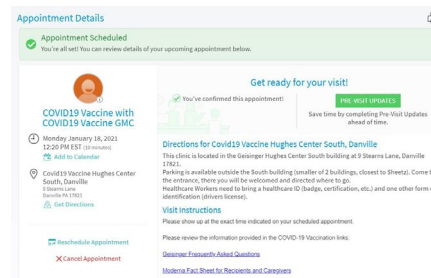 Appointment Details
Appointment Scheduled
You're all set! You can review details of your upcoming appointment below.
COVID19 Vaccine with
COVID19 Vaccine GMC
Monday January 18, 2021
12:20 PM EST (10 minutes)
Add to Calendar
Covid19 Vaccine Hughes Center
South, Danville
9 Stearns Lane
Danville PA 17821
Get Directions
Reschedule Appointment
Cancel Appointment
Get ready for your visit!
You've confirmed this appointment!
PRE-VISIT UPDATES
Save time by completing Pre-Visit Updates
ahead of time.
Directions for Covid19 Vaccine Hughes Center South, Danville
This clinic is located in the Geisinger Hughes Center South building at 9 Stearns Lane, Danville
17821.
Parking is available outside the South building (smaller of 2 buildings, closest to Sheetz). Come
the entrance, there you will be welcomed and directed where to go.
Healthcare Workers need to bring a healthcare ID (badge, certification, etc.) and one other form
identification (drivers license).
Visit Instructions
Please show up at the exact time indicated on your scheduled appointment.
Please review the information provided in the COVID-19 Vaccination links.
Geisinger Frequently Asked Questions
Moderna Fact Sheet for Recipients and Caregivers